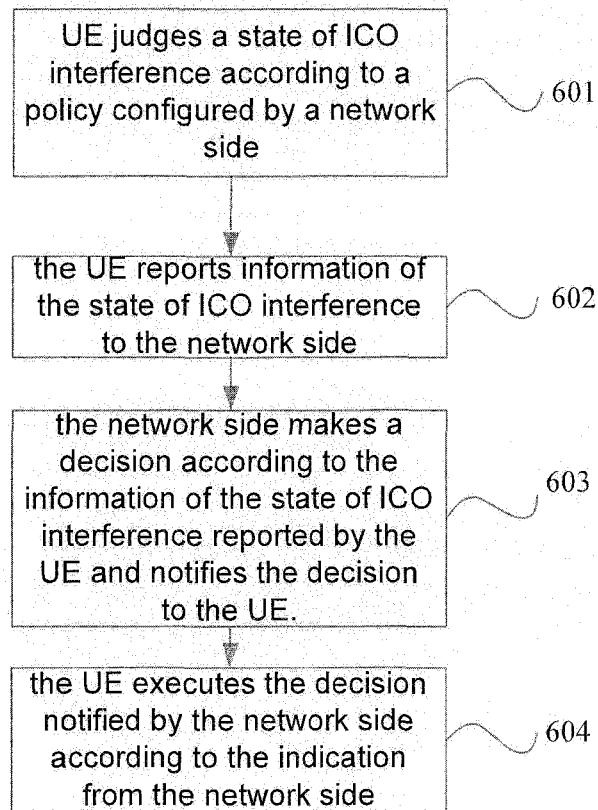 UE judges a state of ICO
interference according to a
policy configured by a network
side
601
the UE reports information of
the state of ICO interference
to the network side
602
the network side makes a
decision according to the
information of the state of ICO
interference reported by the
UE and notifies the decision
to the UE.
603
the UE executes the decision
notified by the network side
according to the indication
from the network side
604